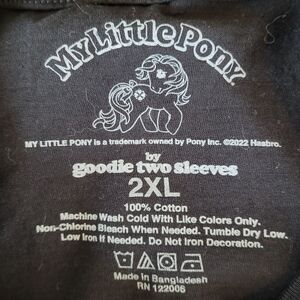 My Little Pony
MY LITTLE PONY is a trademark owned by Pony Inc. ©2022 Hasbro.
by
goodie two sleeves
2XL
100% Cotton
Machine Wash Cold With Like Colors Only.
Non-Chlorine Bleach When Needed. Tumble Dry Low.
Low Iron if Needed. Do Not Iron Decoration.
Made in Bangladesh
RN 122006